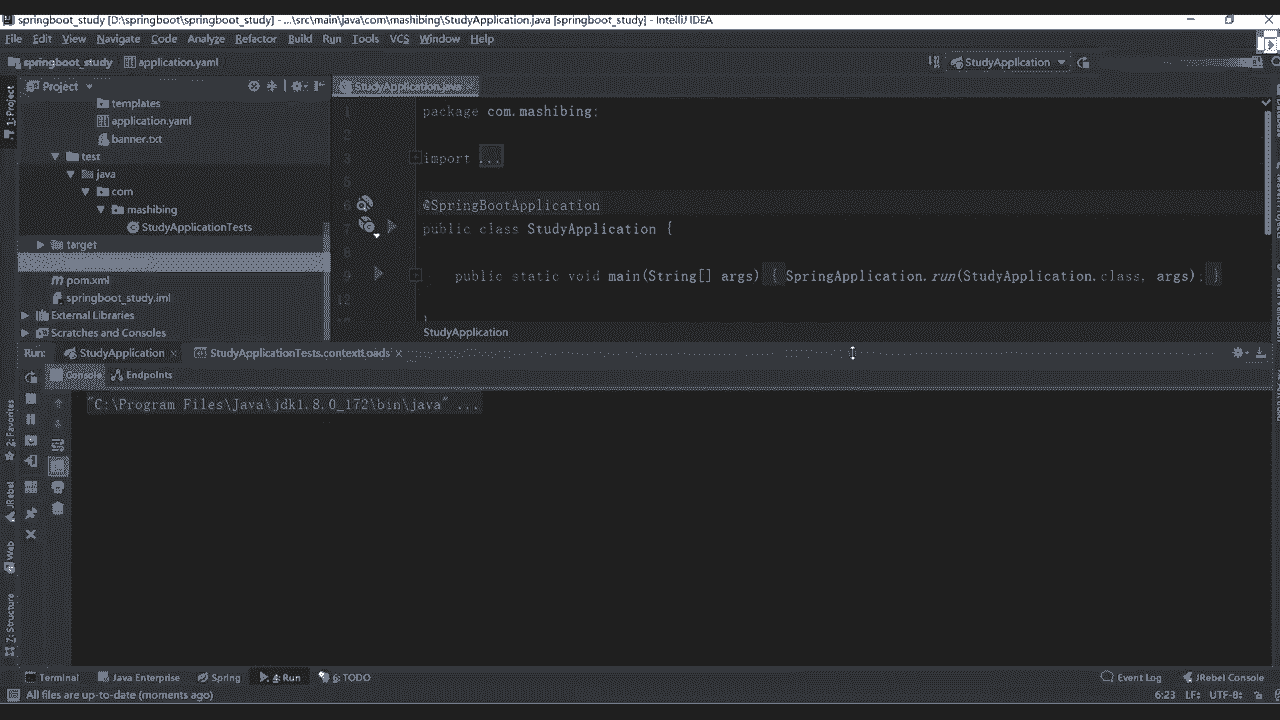 springboot_study [D:\springboot\springboot_study] - ...\src\main\java\com\mashibing\StudyApplication.java [springboot_study] - IntelliJ IDEA
File Edit View Navigate Code Analyze Refactor Build Run Tools VCS Window Help
springboot_study application.yaml StudyApplication
1: Project
Project
StudyApplication.java
templates
application.yaml
banner.txt
test
java
com
mashibing
StudyApplicationTests
target
pom.xml
springboot_study.iml
External Libraries
Scratches and Consoles
1 package com.mashibing;
2
3 import ...
5
6 @SpringBootApplication
7 public class StudyApplication {
8
9 public static void main(String[] args) { SpringApplication.run(StudyApplication.class, args); }
12
}
StudyApplication
Run: StudyApplication StudyApplicationTests.contextLoads
Console Endpoints
"C:\Program Files\Java\jdk1.8.0_172\bin\java" ...
2: Favorites
JRebel
Web
Z: Structure
Terminal Java Enterprise Spring 4: Run 6: TODO Event Log JRebel Console
All files are up-to-date (moments ago) 6:23 LF UTF-8